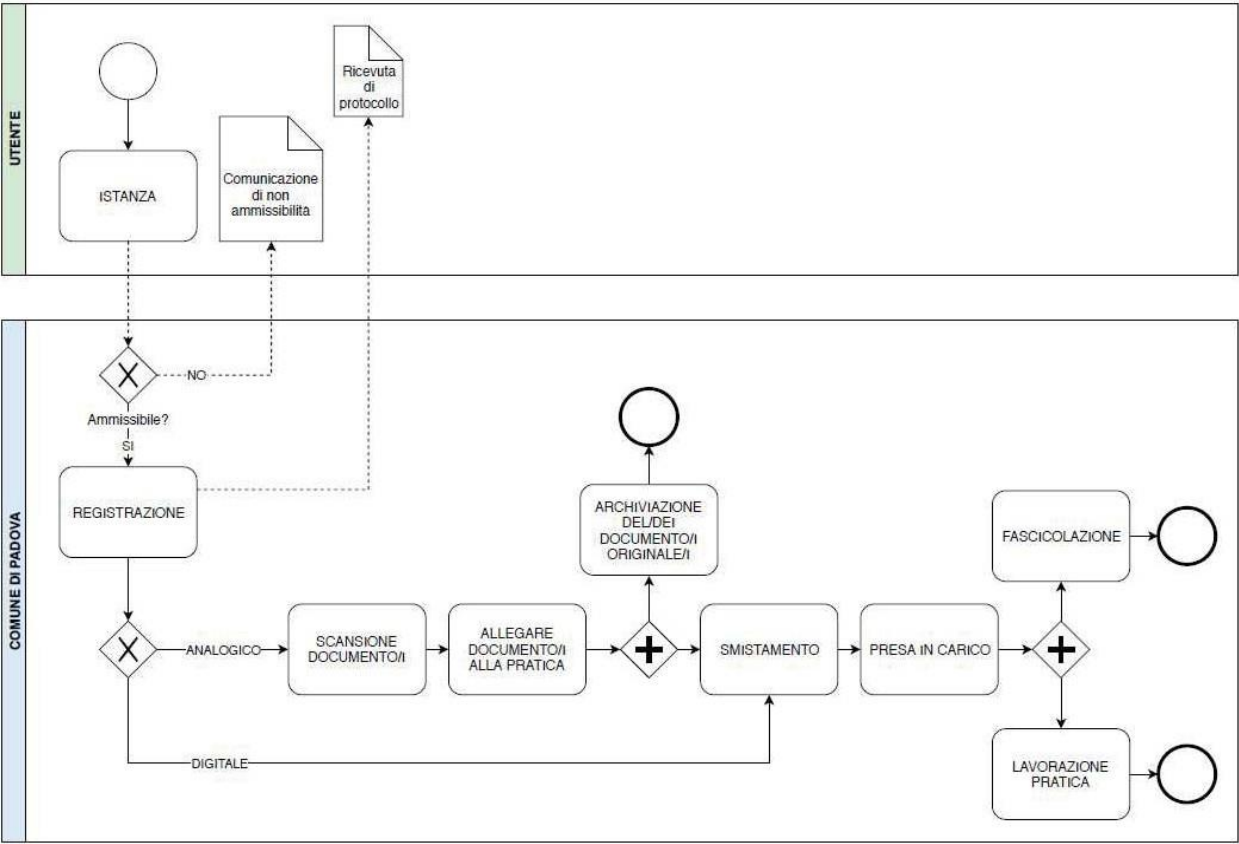 UTENTE
Ricevuta
di
protocollo
Comunicazione
di non
ammissibilita
ISTANZA
COMUNE DI PADOVA
NO
Ammissibile?
SI
REGISTRAZIONE
ARCHIVIAZIONE
DEL/DEI
DOCUMENTO/I
ORIGINALE/I
FASCICOLAZIONE
ANALOGICO
SCANSIONE
DOCUMENTO/I
ALLEGARE
DOCUMENTO/I
ALLA PRATICA
SMISTAMENTO
PRESA IN CARICO
DIGITALE
LAVORAZIONE
PRATICA